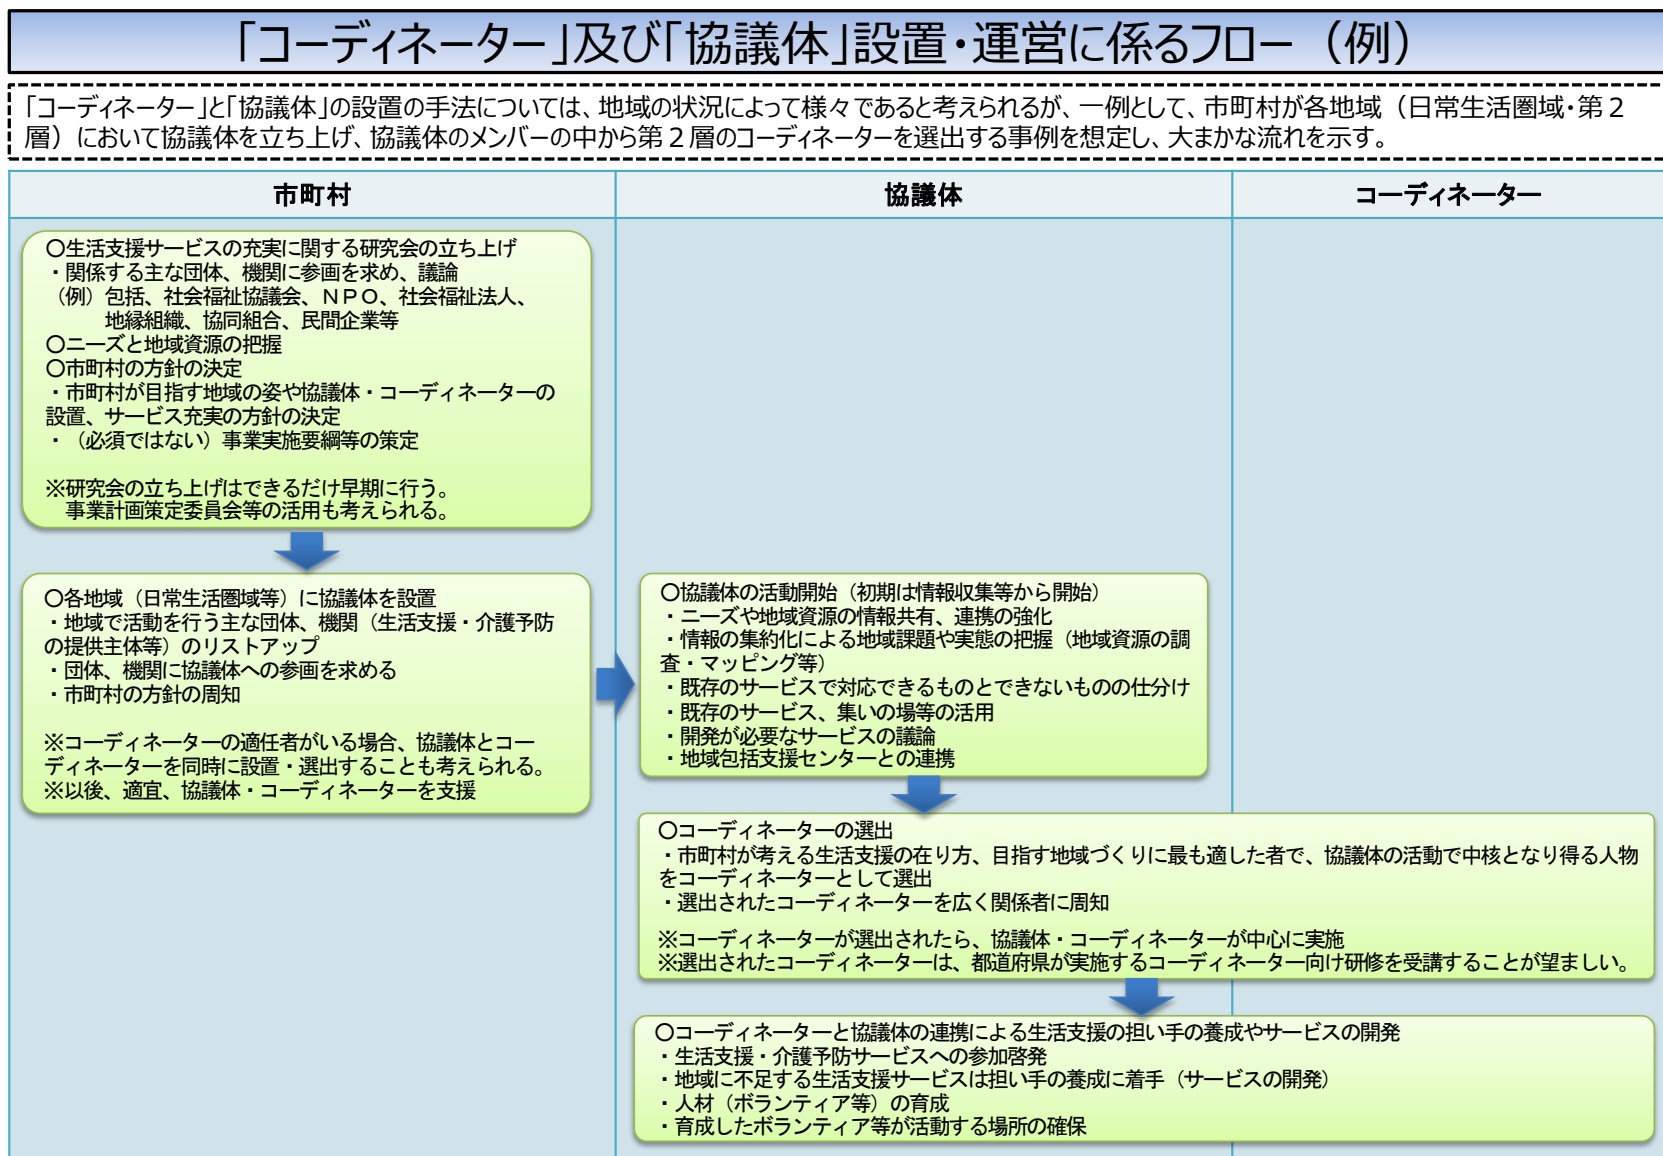 「コーディネーター」及び「協議体」設置・運営に係るフロー（例）
「コーディネーター」と「協議体」の設置の手法については、地域の状況によって様々であると考えられるが、一例として、市町村が各地域（日常生活圏域・第２
層）において協議体を立ち上げ、協議体のメンバーの中から第２層のコーディネーターを選出する事例を想定し、大まかな流れを示す。
市町村
協議体
コーディネーター
〇生活支援サービスの充実に関する研究会の立ち上げ
・関係する主な団体、機関に参画を求め、議論
（例）包括、社会福祉協議会、ＮＰＯ、社会福祉法人、
地縁組織、協同組合、民間企業等
〇ニーズと地域資源の把握
〇市町村の方針の決定
・市町村が目指す地域の姿や協議体・コーディネーターの
設置、サービス充実の方針の決定
・（必須ではない）事業実施要綱等の策定
※研究会の立ち上げはできるだけ早期に行う。
事業計画策定委員会等の活用も考えられる。
〇各地域（日常生活圏域等）に協議体を設置
・地域で活動を行う主な団体、機関（生活支援・介護予防
の提供主体等）のリストアップ
・団体、機関に協議体への参画を求める
・市町村の方針の周知
※コーディネーターの適任者がいる場合、協議体とコー
ディネーターを同時に設置・選出することも考えられる。
※以後、適宜、協議体・コーディネーターを支援
〇協議体の活動開始（初期は情報収集等から開始）
・ニーズや地域資源の情報共有、連携の強化
・情報の集約化による地域課題や実態の把握（地域資源の調
査・マッピング等）
・既存のサービスで対応できるものとできないものの仕分け
・既存のサービス、集いの場等の活用
・開発が必要なサービスの議論
・地域包括支援センターとの連携
〇コーディネーターの選出
・市町村が考える生活支援の在り方、目指す地域づくりに最も適した者で、協議体の活動で中核となり得る人物
をコーディネーターとして選出
・選出されたコーディネーターを広く関係者に周知
※コーディネーターが選出されたら、協議体・コーディネーターが中心に実施
※選出されたコーディネーターは、都道府県が実施するコーディネーター向け研修を受講することが望ましい。
〇コーディネーターと協議体の連携による生活支援の担い手の養成やサービスの開発
・生活支援・介護予防サービスへの参加啓発
・地域に不足する生活支援サービスは担い手の養成に着手（サービスの開発）
・人材（ボランティア等）の育成
・育成したボランティア等が活動する場所の確保